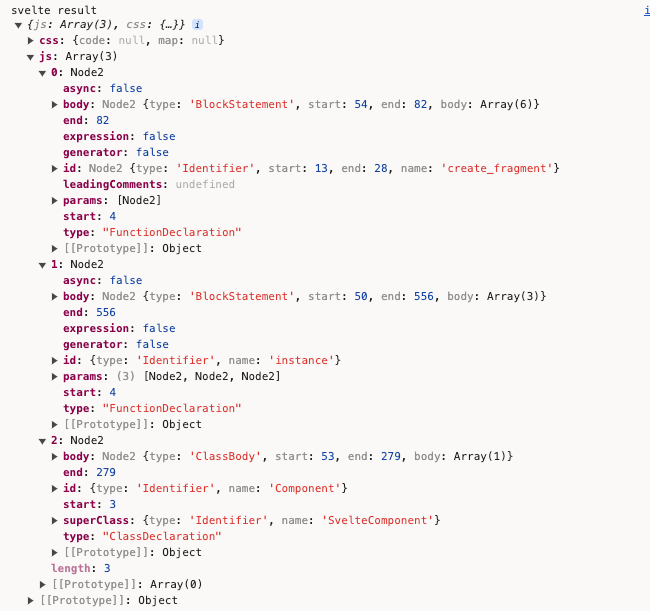 svelte result
▼ {js: Array(3), css: {…}} i
▶ css: {code: null, map: null}
▼ js: Array(3)
▼ 0: Node2
async: false
▶ body: Node2 {type: 'BlockStatement', start: 54, end: 82, body: Array(6)}
end: 82
expression: false
generator: false
▶ id: Node2 {type: 'Identifier', start: 13, end: 28, name: 'create_fragment'}
leadingComments: undefined
▶ params: [Node2]
start: 4
type: "FunctionDeclaration"
▶ [[Prototype]]: Object
▼ 1: Node2
async: false
▶ body: Node2 {type: 'BlockStatement', start: 50, end: 556, body: Array(3)}
end: 556
expression: false
generator: false
▶ id: {type: 'Identifier', name: 'instance'}
▶ params: (3) [Node2, Node2, Node2]
start: 4
type: "FunctionDeclaration"
▶ [[Prototype]]: Object
▼ 2: Node2
▶ body: Node2 {type: 'ClassBody', start: 53, end: 279, body: Array(1)}
end: 279
▶ id: {type: 'Identifier', name: 'Component'}
start: 3
▶ superClass: {type: 'Identifier', name: 'SvelteComponent'}
type: "ClassDeclaration"
▶ [[Prototype]]: Object
length: 3
▶ [[Prototype]]: Array(0)
▶ [[Prototype]]: Object